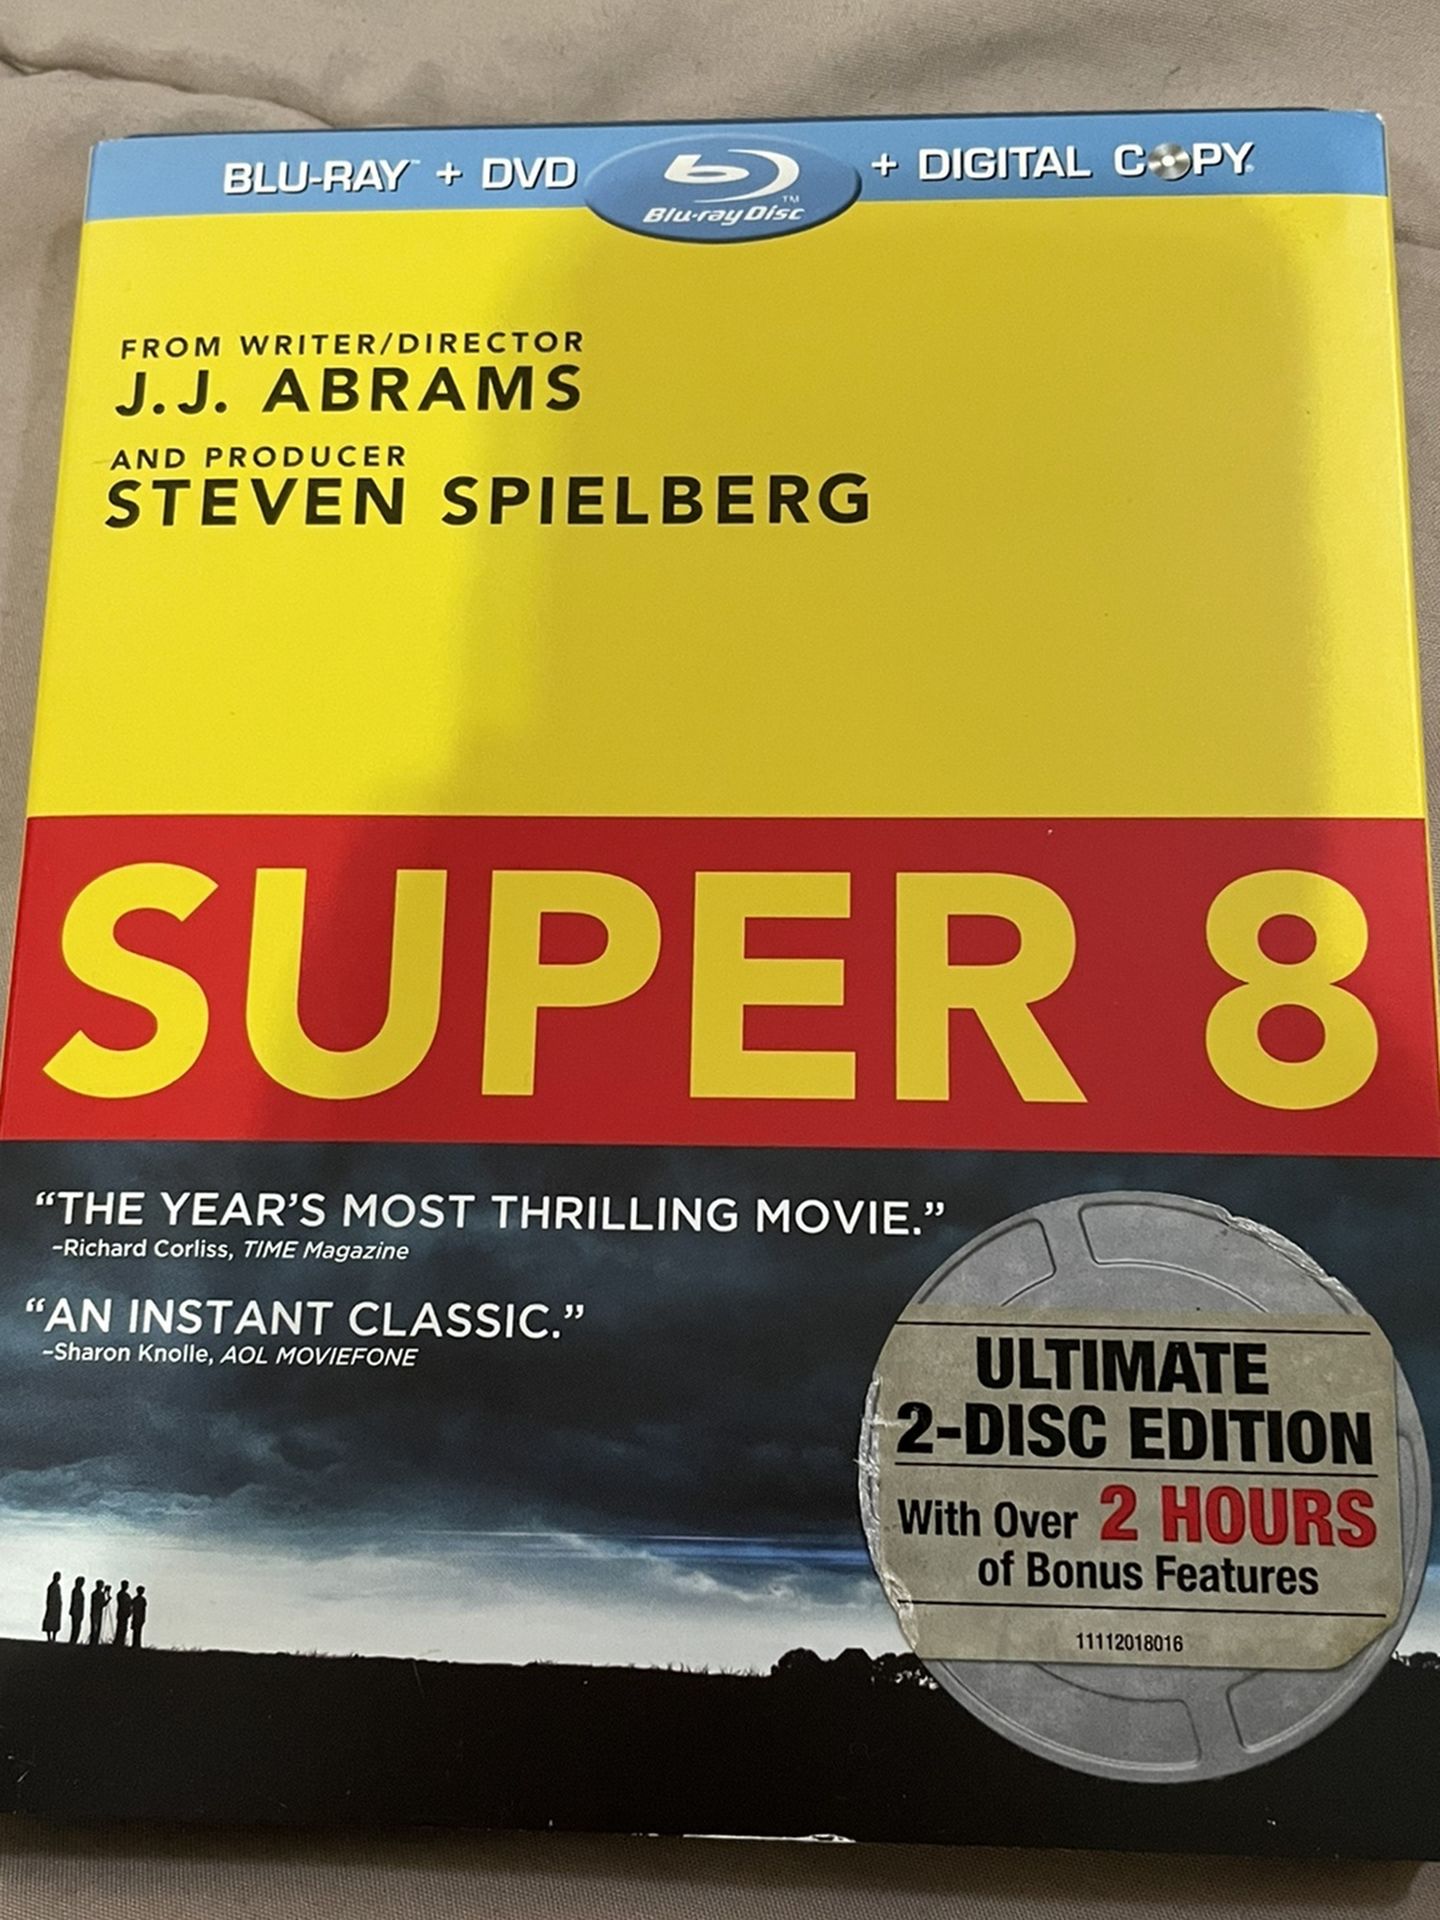 BLU-RAY™ + DVD + DIGITAL COPY
Blu-ray Disc™
FROM WRITER/DIRECTOR
J.J. ABRAMS
AND PRODUCER
STEVEN SPIELBERG
SUPER 8
“THE YEAR’S MOST THRILLING MOVIE.”
–Richard Corliss, TIME Magazine
“AN INSTANT CLASSIC.”
–Sharon Knolle, AOL MOVIEFONE
ULTIMATE
2-DISC EDITION
With Over 2 HOURS
of Bonus Features
11112018016